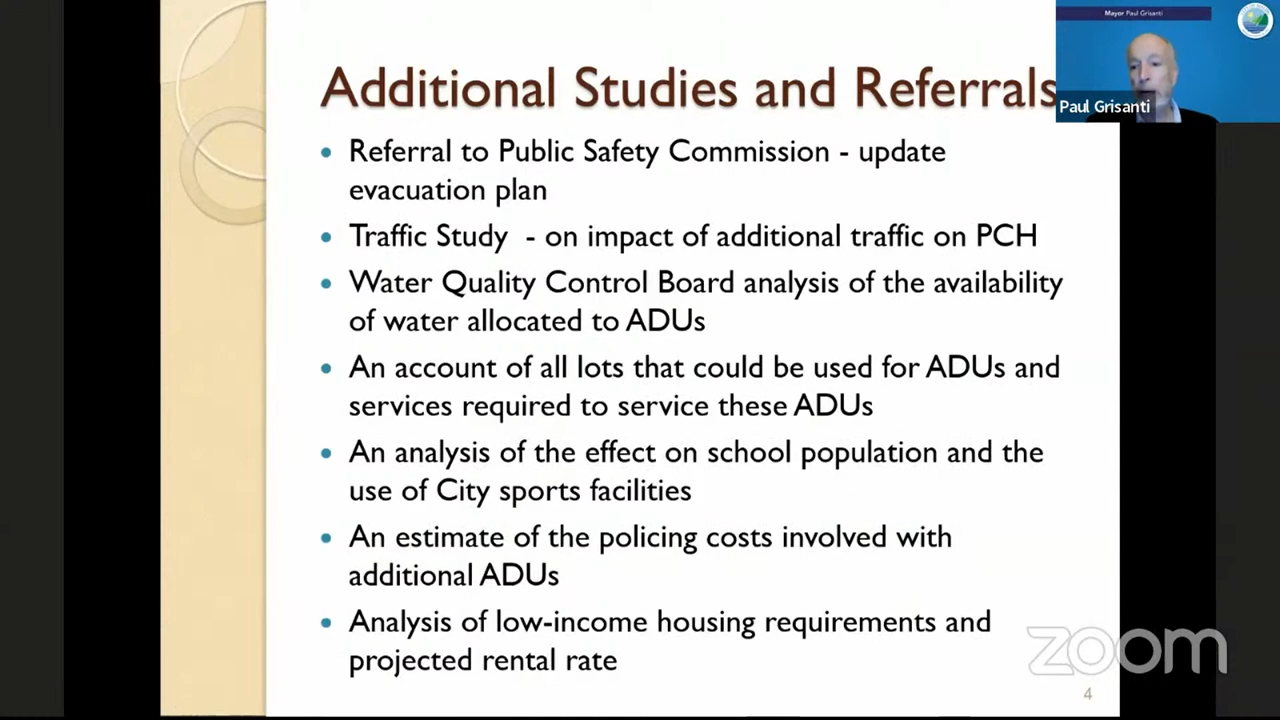 Mayor Paul Grisanti
Paul Grisanti
Additional Studies and Referrals
• Referral to Public Safety Commission - update
evacuation plan
• Traffic Study - on impact of additional traffic on PCH
• Water Quality Control Board analysis of the availability
of water allocated to ADUs
• An account of all lots that could be used for ADUs and
services required to service these ADUs
• An analysis of the effect on school population and the
use of City sports facilities
• An estimate of the policing costs involved with
additional ADUs
• Analysis of low-income housing requirements and
projected rental rate
zoom
4